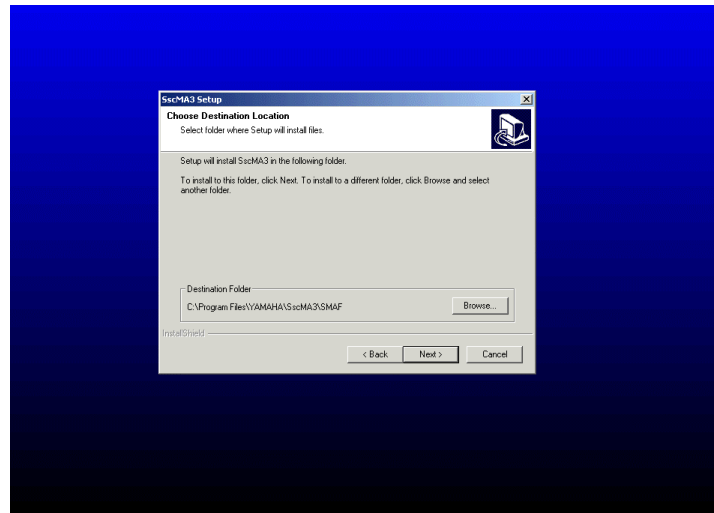 SscMA3 Setup
Choose Destination Location
Select folder where Setup will install files.
Setup will install SscMA3 in the following folder.
To install to this folder, click Next. To install to a different folder, click Browse and select
another folder.
Destination Folder
C:\Program Files\YAMAHA\SscMA3\SMAF
Browse...
InstallShield
< Back
Next >
Cancel